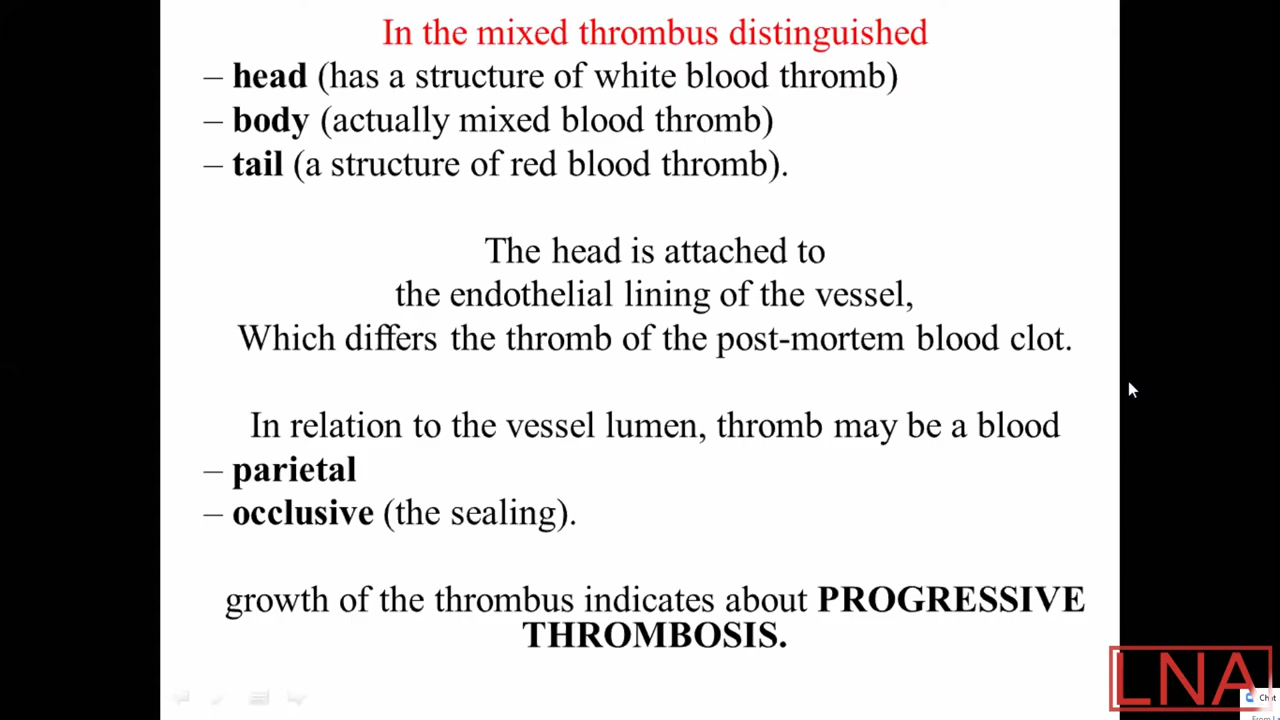 In the mixed thrombus distinguished
– head (has a structure of white blood thromb)
– body (actually mixed blood thromb)
– tail (a structure of red blood thromb).
The head is attached to
the endothelial lining of the vessel,
Which differs the thromb of the post-mortem blood clot.
In relation to the vessel lumen, thromb may be a blood
– parietal
– occlusive (the sealing).
growth of the thrombus indicates about PROGRESSIVE
THROMBOSIS.
LNA
Chat